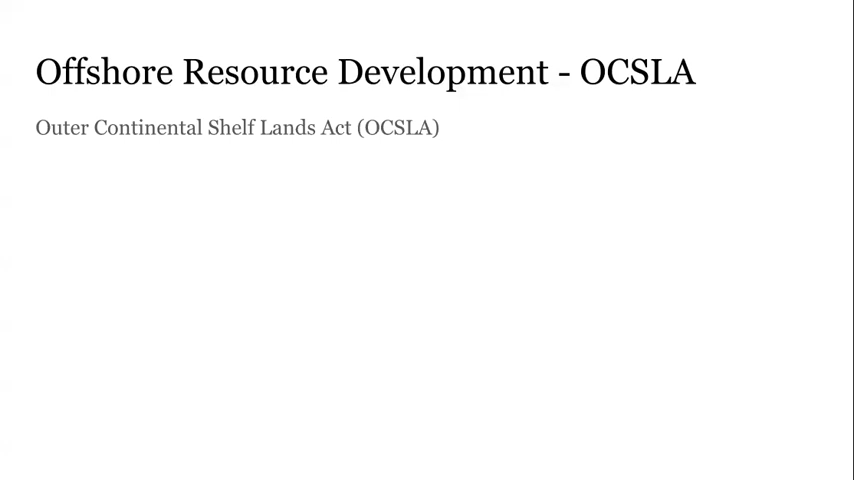 Offshore Resource Development - OCSLA
Outer Continental Shelf Lands Act (OCSLA)